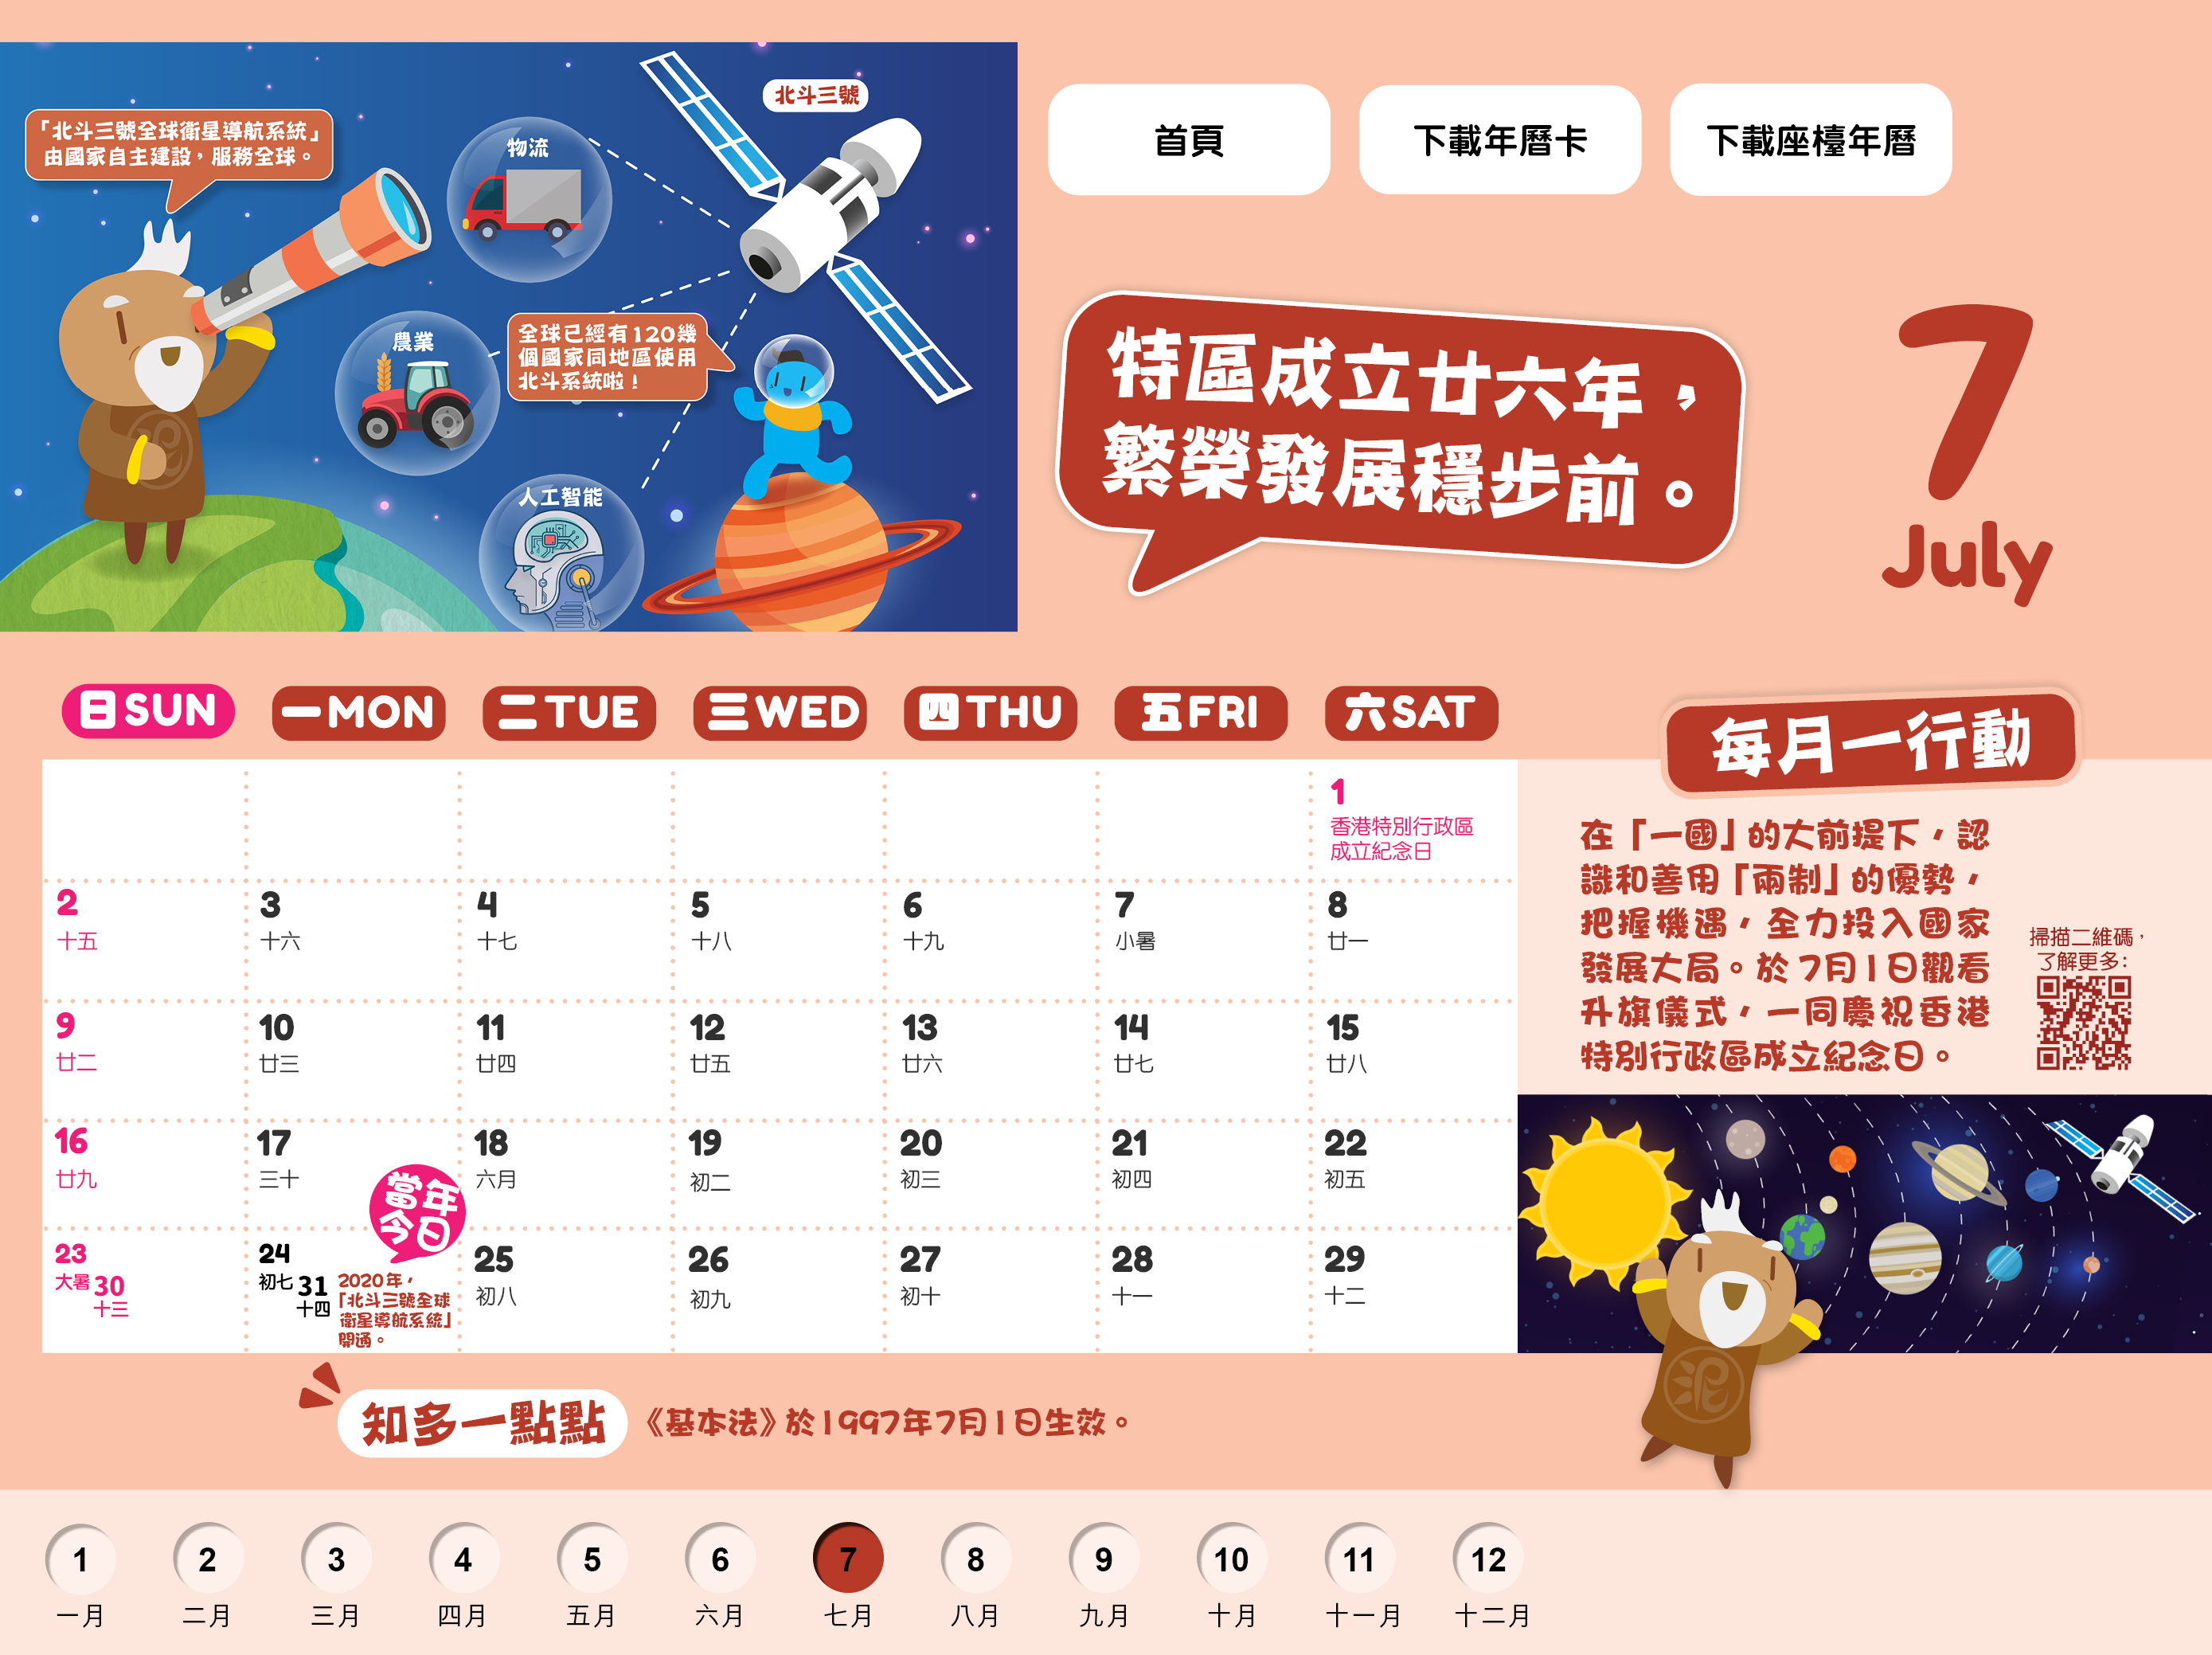 北斗三號
「北斗三號全球衛星導航系統」
由國家自主建設，服務全球。
物流
農業
全球已經有120幾
個國家同地區使用
北斗系統啦！
人工智能
首頁
下載年曆卡
下載座檯年曆
特區成立廿六年，
繁榮發展穩步前。
7
July
日SUN 一MON 二TUE 三WED 四THU 五FRI 六SAT
1
香港特別行政區
成立紀念日
2 3 4 5 6 7 8
十五 十六 十七 十八 十九 小暑 廿一
9 10 11 12 13 14 15
廿二 廿三 廿四 廿五 廿六 廿七 廿八
16 17 18 19 20 21 22
廿九 三十 六月 初二 初三 初四 初五
當年
今日
23 24 25 26 27 28 29
大暑 初七 初八 初九 初十 十一 十二
30 31
十三 十四
2020年，
「北斗三號全球
衛星導航系統」
開通。
每月一行動
在「一國」的大前提下，認
識和善用「兩制」的優勢，
把握機遇，全力投入國家
發展大局。於7月1日觀看
升旗儀式，一同慶祝香港
特別行政區成立紀念日。
掃描二維碼，
了解更多：
知多一點點
《基本法》於1997年7月1日生效。
1 2 3 4 5 6 7 8 9 10 11 12
一月 二月 三月 四月 五月 六月 七月 八月 九月 十月 十一月 十二月